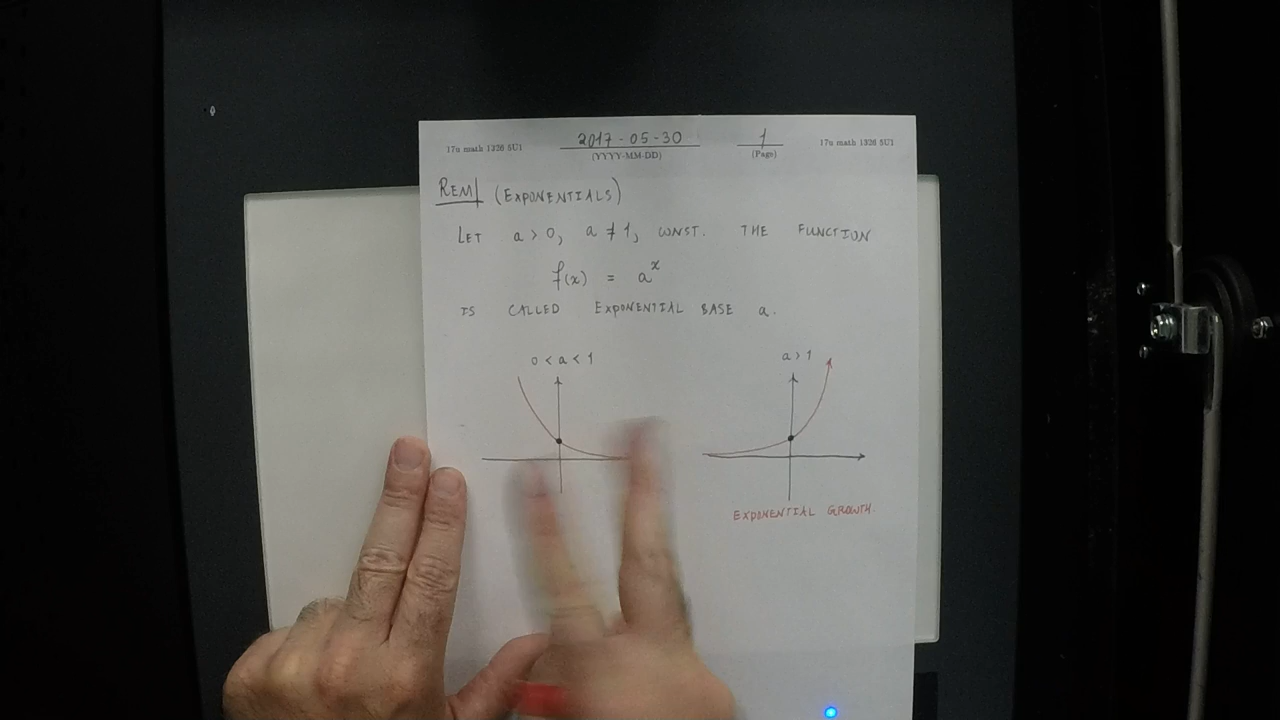 17u math 1326 5U1 2017-05-30 1 17u math 1326 5U1
(YYYY-MM-DD) (Page)
REM (EXPONENTIALS)
LET a > 0, a ≠ 1, CONST. THE FUNCTION
f(x) = a^x
IS CALLED EXPONENTIAL BASE a.
0 < a < 1 a > 1
EXPONENTIAL GROWTH.